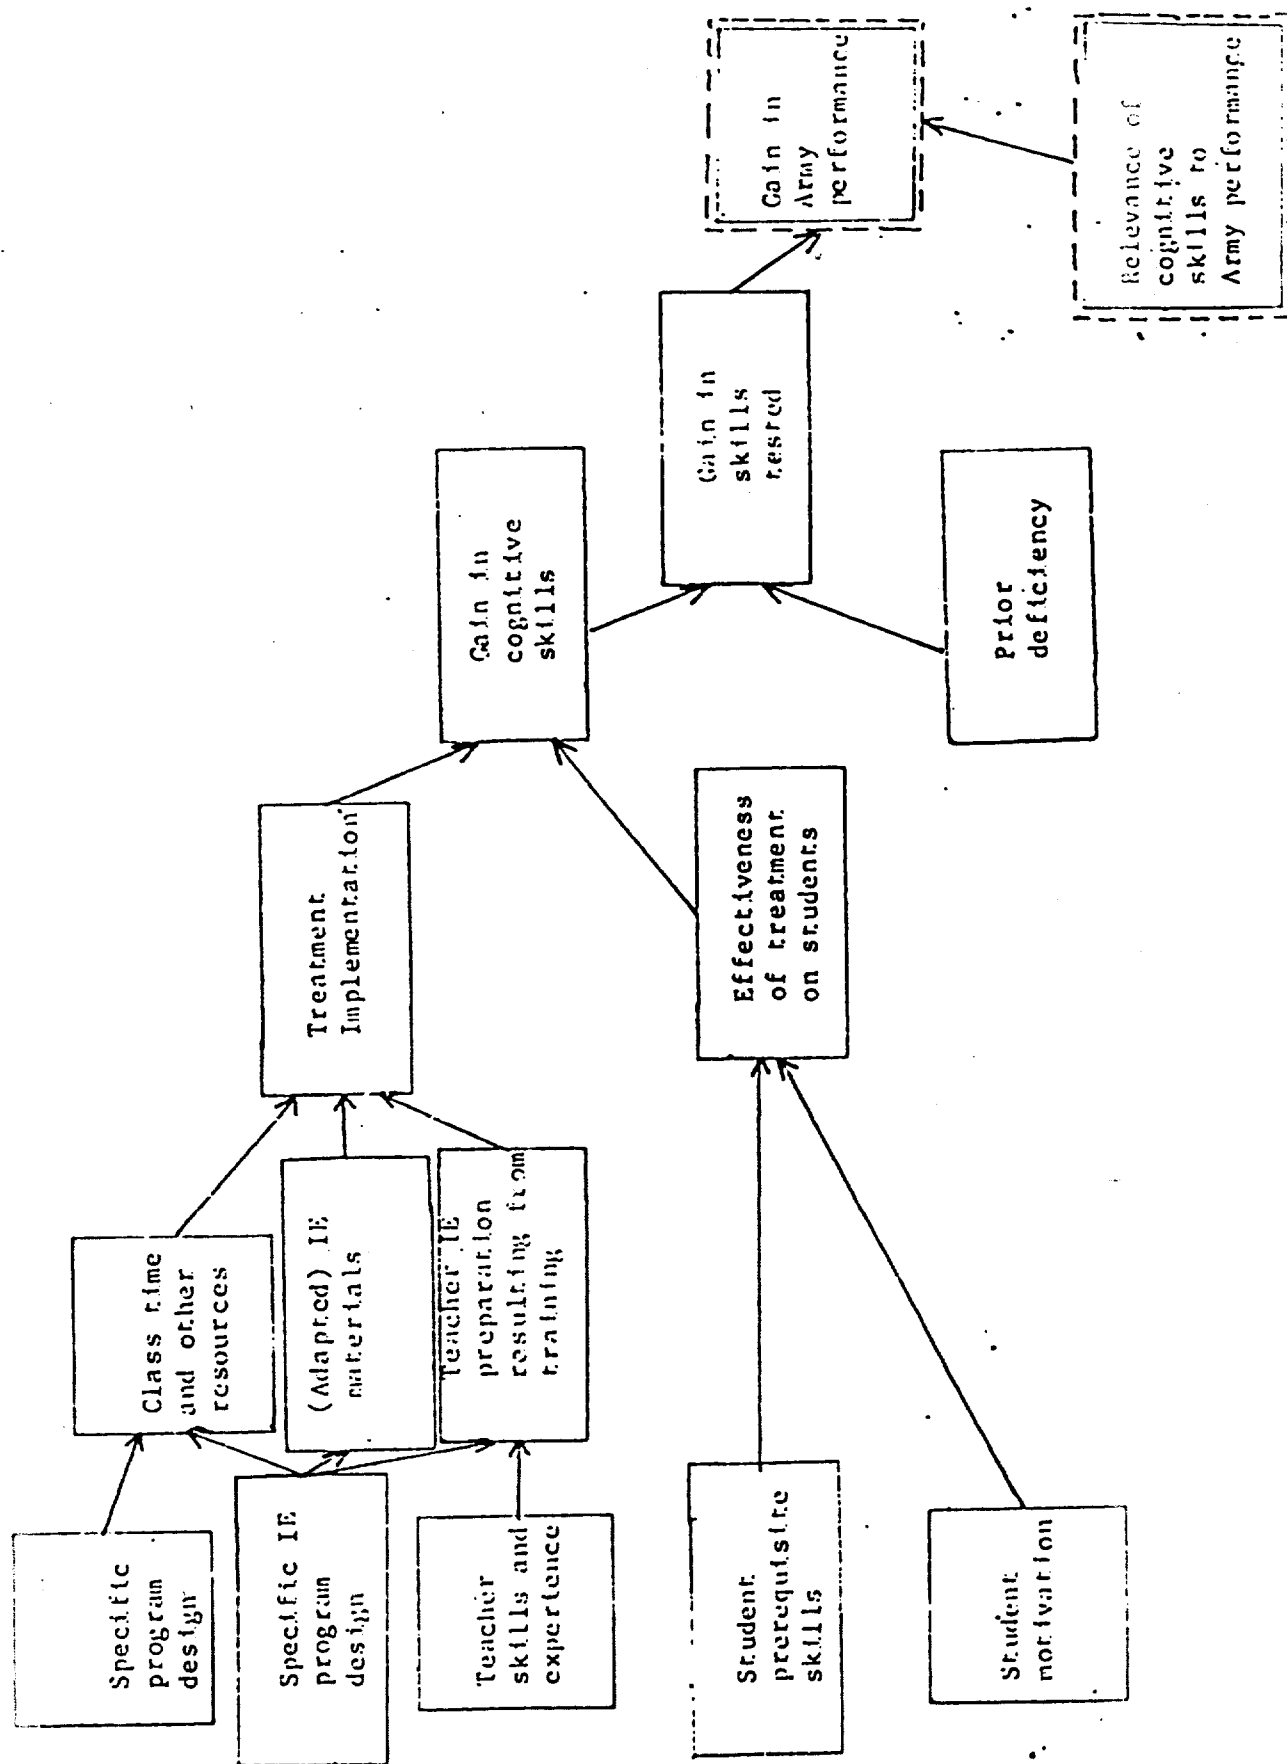 Specific
program
design
Specific IE
program
design
Teacher
skills and
experience
Student
prerequisite
skills
Student
motivation
Class time
and other
resources
(Adapted) IE
materials
Teacher IE
preparation
resulting from
training
Treatment
Implementation
Effectiveness
of treatment
on students
Gain in
cognitive
skills
Prior
deficiency
Gain in
skills
tested
Gain in
Army
performance
Relevance of
cognitive
skills to
Army performance